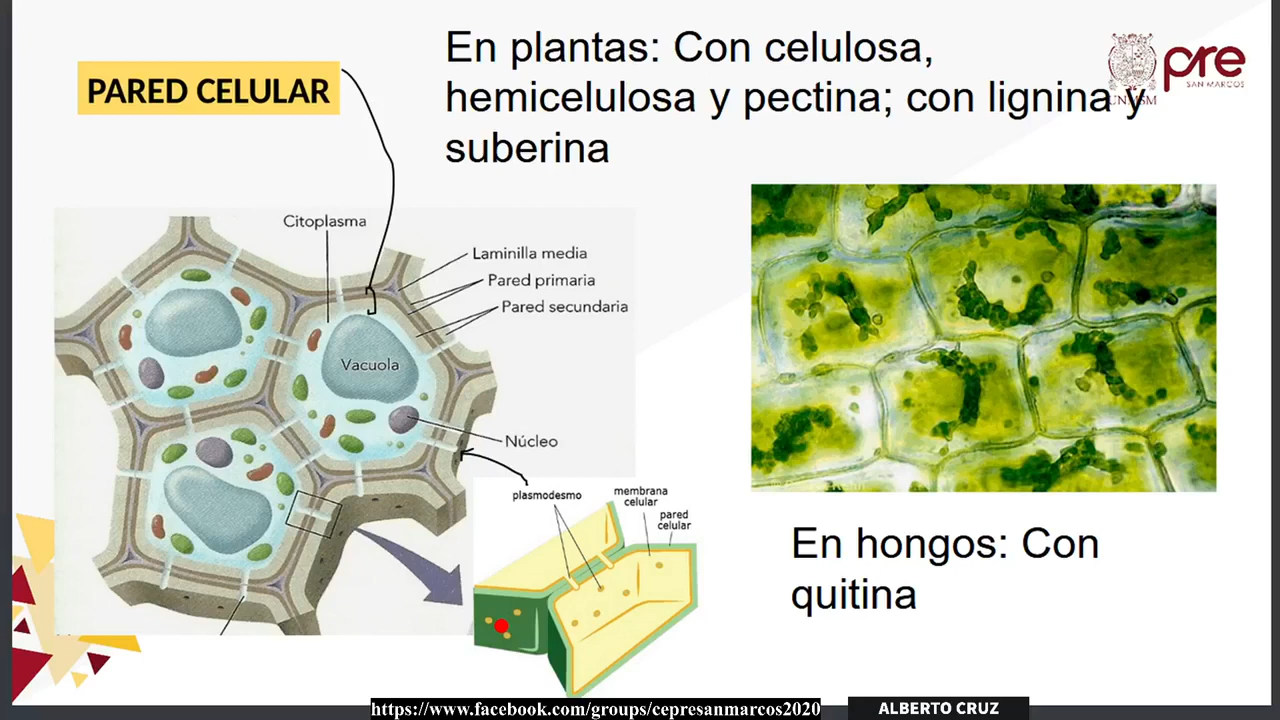 PARED CELULAR
En plantas: Con celulosa,
hemicelulosa y pectina; con lignina y
suberina
pre
SAN MARCOS
UNMSM
Citoplasma
Laminilla media
Pared primaria
Pared secundaria
Vacuola
Núcleo
plasmodesmo
membrana
celular
pared
celular
En hongos: Con
quitina
https://www.facebook.com/groups/cepresanmarcos2020
ALBERTO CRUZ